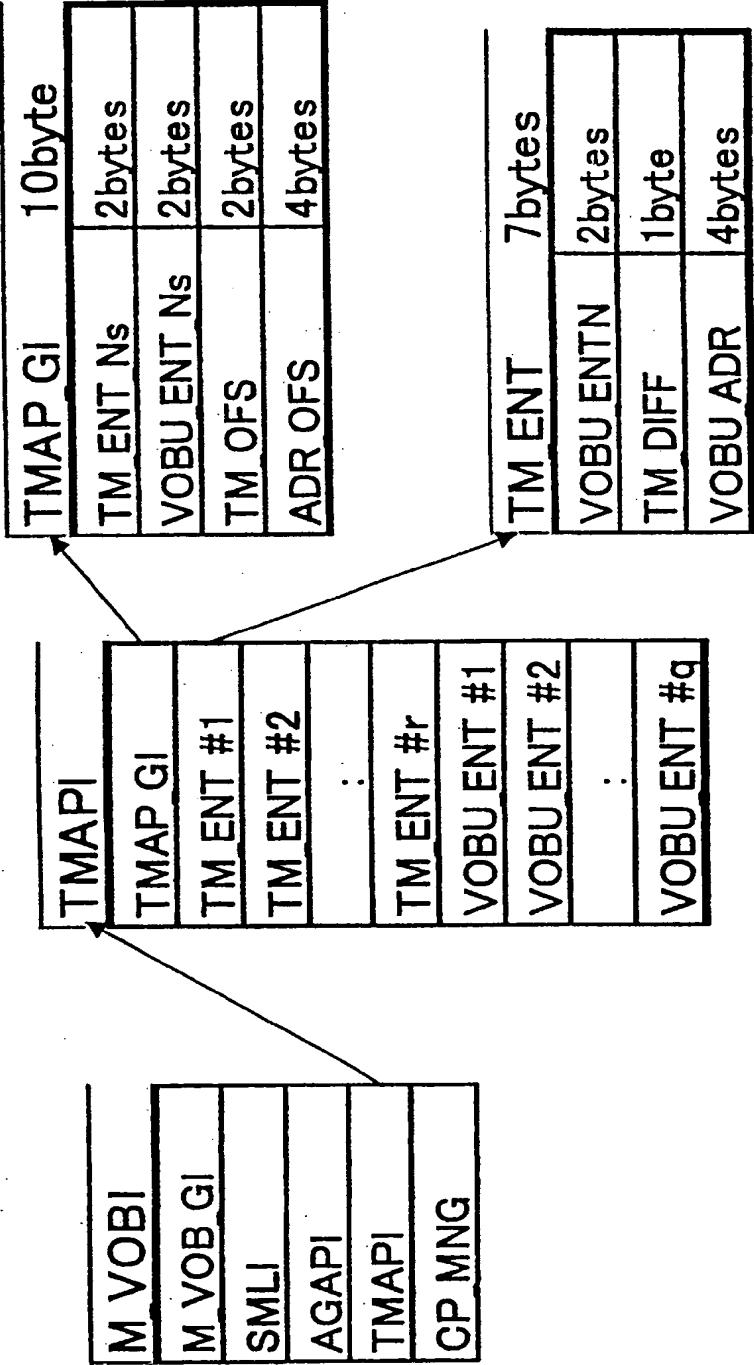 M VOBI
M VOB GI
SMLI
AGAPI
TMAPI
CP MNG
TMAPI
TMAP GI
TM ENT #1
TM ENT #2
:
TM ENT #r
VOBU ENT #1
VOBU ENT #2
:
VOBU ENT #q
TMAP GI 10byte
TM ENT Ns 2bytes
VOBU ENT Ns 2bytes
TM OFS 2bytes
ADR OFS 4bytes
TM ENT 7bytes
VOBU ENTN 2bytes
TM DIFF 1byte
VOBU ADR 4bytes